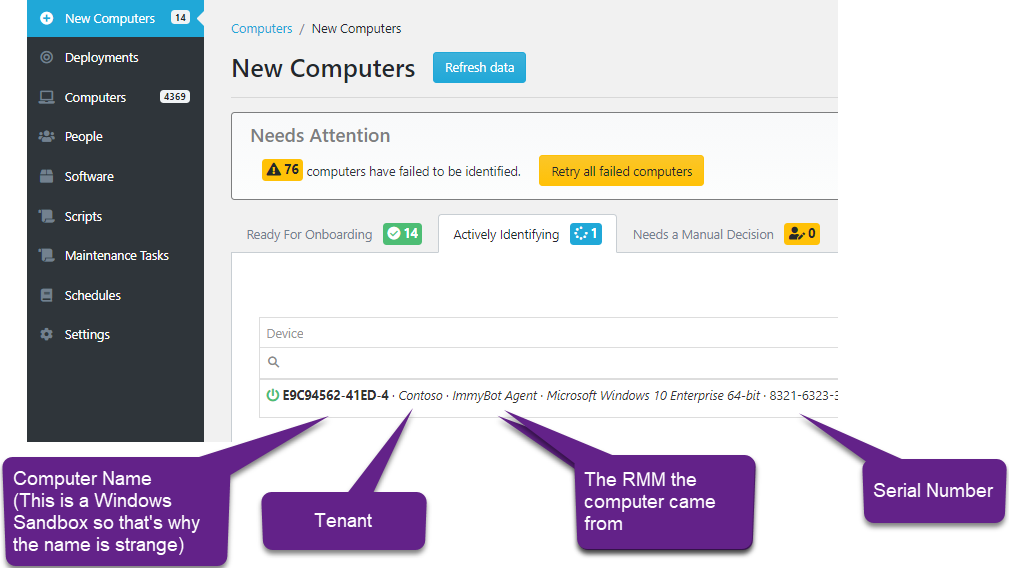 New Computers 14
Deployments
Computers 4369
People
Software
Scripts
Maintenance Tasks
Schedules
Settings
Computers / New Computers
New Computers Refresh data
Needs Attention
76 computers have failed to be identified. Retry all failed computers
Ready For Onboarding 14 Actively Identifying 1 Needs a Manual Decision 0
Device
E9C94562-41ED-4 · Contoso · ImmyBot Agent · Microsoft Windows 10 Enterprise 64-bit · 8321-6323-3
Computer Name
(This is a Windows
Sandbox so that's why
the name is strange)
Tenant
The RMM the
computer came
from
Serial Number